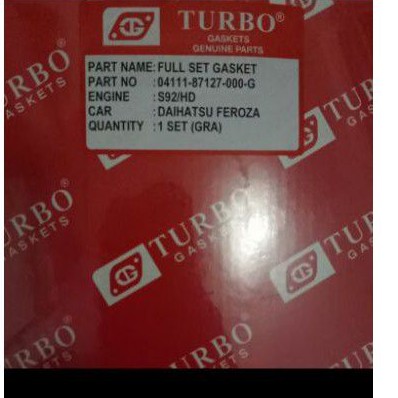 TURBO®
GASKETS
GENUINE PARTS
PART NAME: FULL SET GASKET
PART NO : 04111-87127-000-G
ENGINE : S92/HD
CAR : DAIHATSU FEROZA
QUANTITY : 1 SET (GRA)
TURBO®
GASKETS
TURBO
GAS
TURBO®
GASKETS
TURBO®
GASKETS
TURBO
GASKETS
TURBO
GASKETS
TURBO
GASKETS